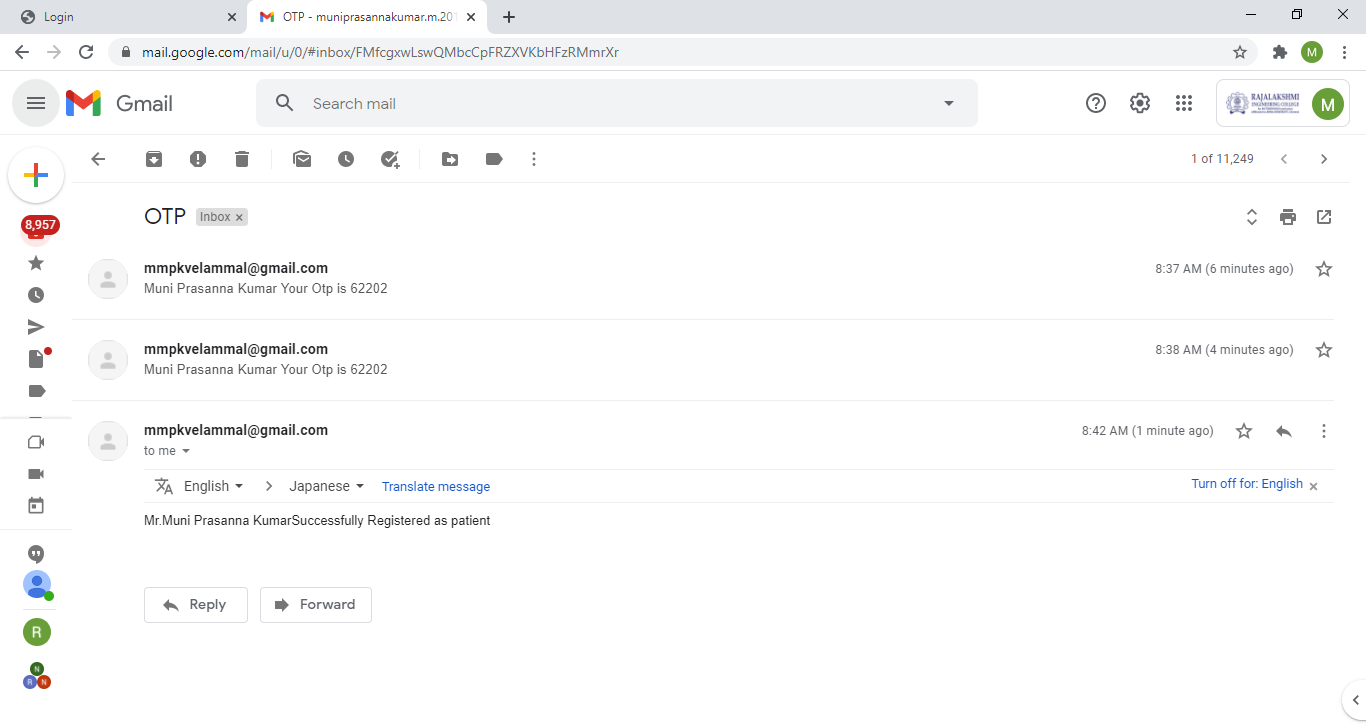 Login
OTP - muniprasannakumar.m.201
mail.google.com/mail/u/0/#inbox/FMfcgxwLswQMbcCpFRZXVKbHFzRMmrXr
M
Gmail
Search mail
RAJALAKSHMI
ENGINEERING COLLEGE
M
1 of 11,249
8,957
OTP
Inbox ×
mmpkvelammal@gmail.com
8:37 AM (6 minutes ago)
Muni Prasanna Kumar Your Otp is 62202
mmpkvelammal@gmail.com
8:38 AM (4 minutes ago)
Muni Prasanna Kumar Your Otp is 62202
mmpkvelammal@gmail.com
8:42 AM (1 minute ago)
to me
English > Japanese Translate message
Turn off for: English ×
Mr.Muni Prasanna KumarSuccessfully Registered as patient
Reply
Forward
R
N
R N